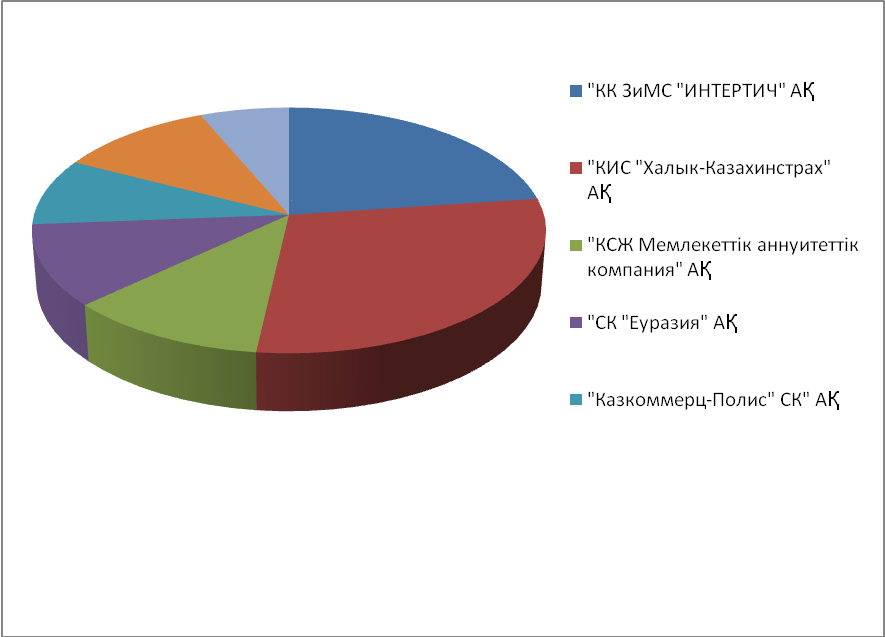 "КК ЗиМС "ИНТЕРТИЧ" АҚ
"КИС "Халык-Казахинстрах"
АҚ
"КСЖ Мемлекеттік аннуитеттік
компания" АҚ
"СК "Еуразия" АҚ
"Казкоммерц-Полис" СК" АҚ